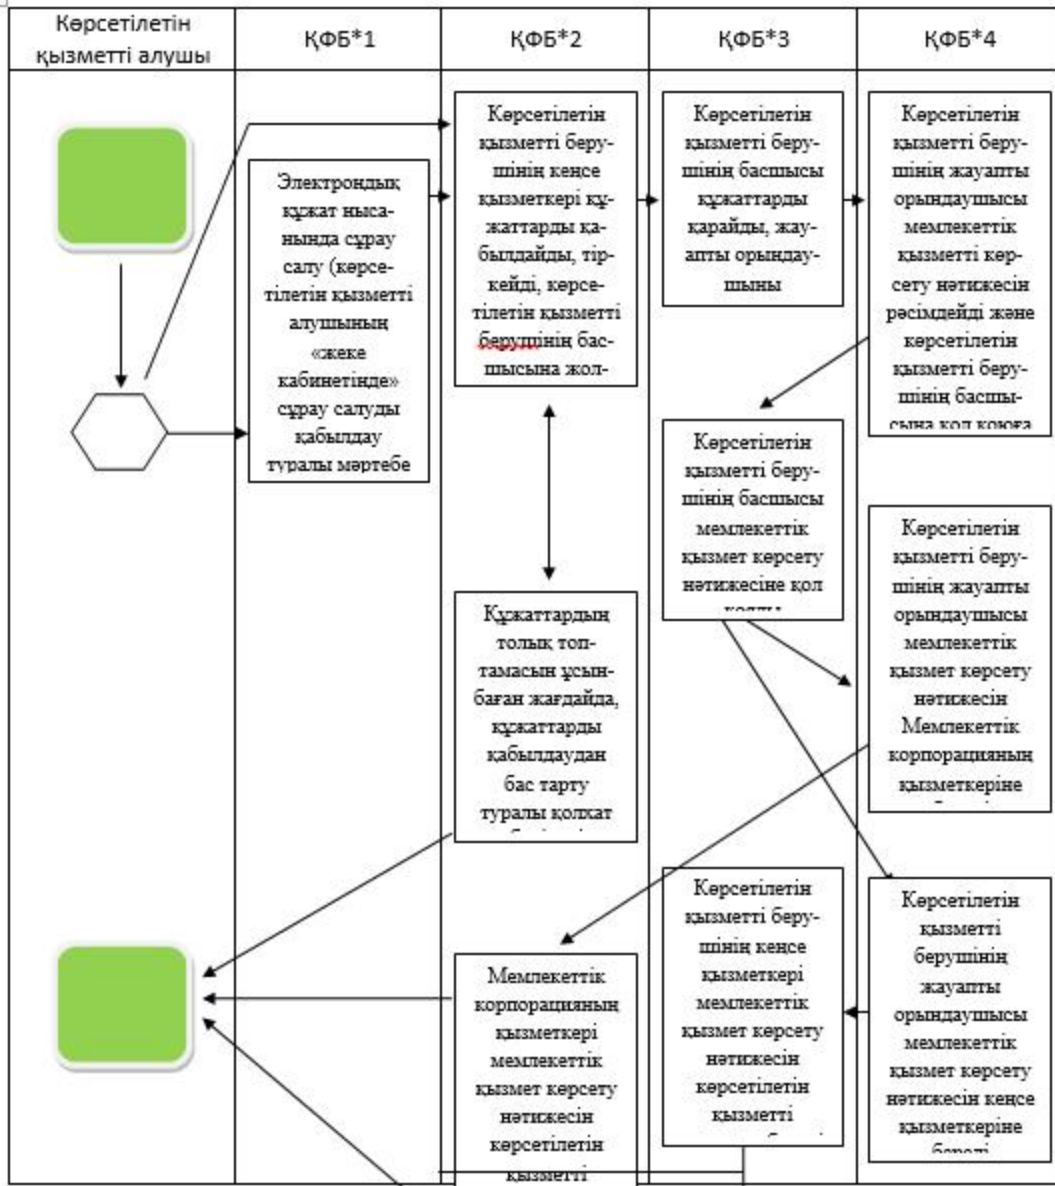 Көрсетілетін
қызметті алушы
ҚФБ*1
ҚФБ*2
ҚФБ*3
ҚФБ*4
Электрондық
құжат ныса-
нында сұрау
салу (көрсе-
тілетін қызметті
алушының
«жеке
кабинетінде»
сұрау салуды
қабылдау
туралы мәртебе
Көрсетілетін
қызметті беру-
шінің кеңсе
қызметкері құ-
жаттарды қа-
былдайды, тір-
кейді, көрсе-
тілетін қызметті
берушінің бас-
шысына жол-
Көрсетілетін
қызметті беру-
шінің басшысы
құжаттарды
қарайды, жау-
апты орындау-
шыны
Көрсетілетін
қызметті беру-
шінің жауапты
орындаушысы
мемлекеттік
қызметті көр-
сету нәтижесін
рәсімдейді және
көрсетілетін
қызметті беру-
шінің басшы-
сына қол қоюға
Көрсетілетін
қызметті беру-
шінің басшысы
мемлекеттік
қызмет көрсету
нәтижесіне қол
Көрсетілетін
қызметті беру-
шінің жауапты
орындаушысы
мемлекеттік
қызмет көрсету
нәтижесін
Мемлекеттік
корпорацияның
қызметкеріне
Құжаттардың
толық топ-
тамасын ұсын-
баған жағдайда,
құжаттарды
қабылдаудан
бас тарту
туралы қолхат
Көрсетілетін
қызметті беру-
шінің кеңсе
қызметкері
мемлекеттік
қызмет көрсету
нәтижесін
көрсетілетін
қызметті
Көрсетілетін
қызметті
берушінің
жауапты
орындаушысы
мемлекеттік
қызмет көрсету
нәтижесін кеңсе
қызметкеріне
береді
Мемлекеттік
корпорацияның
қызметкері
мемлекеттік
қызмет көрсету
нәтижесін
көрсетілетін
қызметті